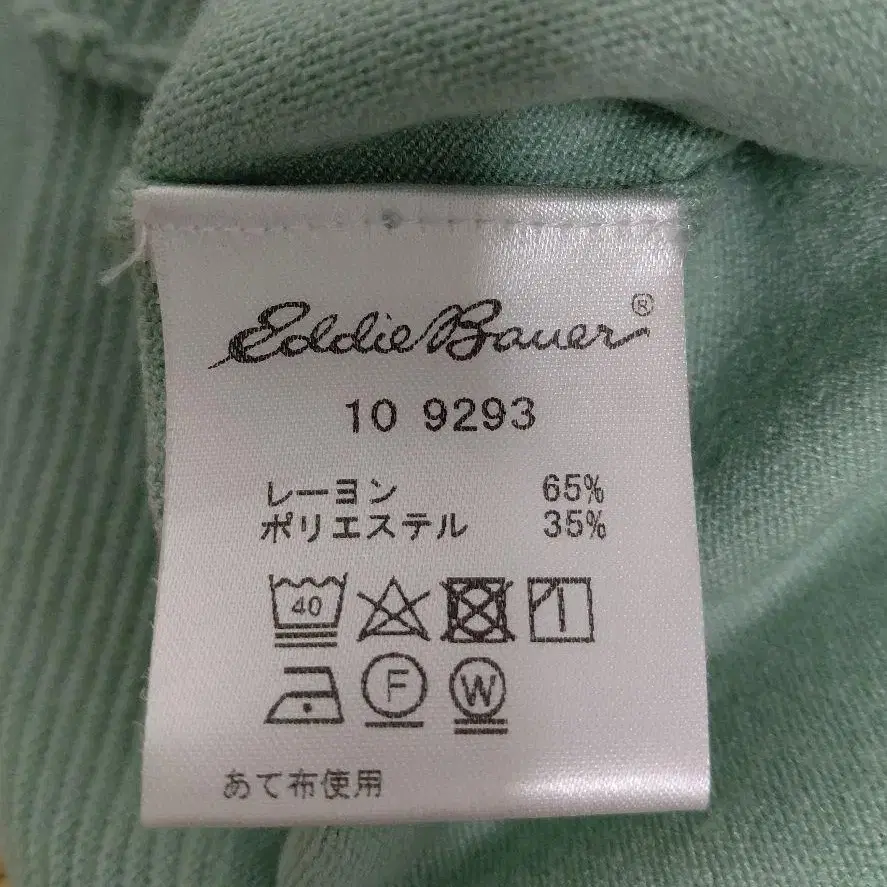 Eddie Bauer®
10 9293
レーヨン 65%
ポリエステル 35%
40
F W
あて布使用